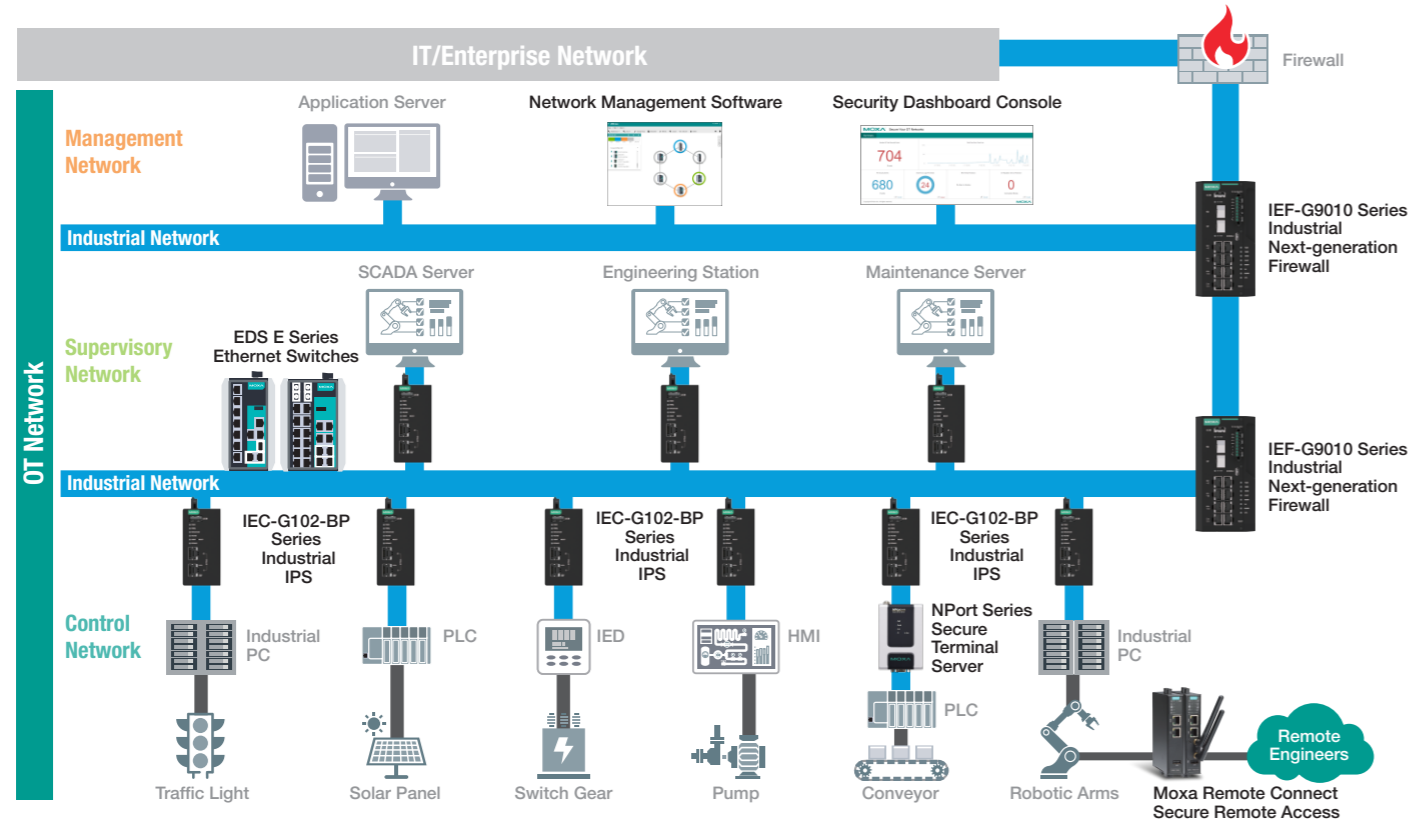 IT/Enterprise Network
Firewall
OT Network
Management
Network
Application Server
Network Management Software
Security Dashboard Console
MOXA
704
680
24
0
Industrial Network
IEF-G9010 Series
Industrial
Next-generation
Firewall
SCADA Server
Engineering Station
Maintenance Server
Supervisory
Network
EDS E Series
Ethernet Switches
Industrial Network
IEF-G9010 Series
Industrial
Next-generation
Firewall
IEC-G102-BP
Series
Industrial
IPS
IEC-G102-BP
Series
Industrial
IPS
IEC-G102-BP
Series
Industrial
IPS
Control
Network
Industrial
PC
PLC
IED
HMI
NPort Series
Secure
Terminal
Server
MOXA
Industrial
PC
PLC
Remote
Engineers
Traffic Light
Solar Panel
Switch Gear
Pump
Conveyor
Robotic Arms
Moxa Remote Connect
Secure Remote Access